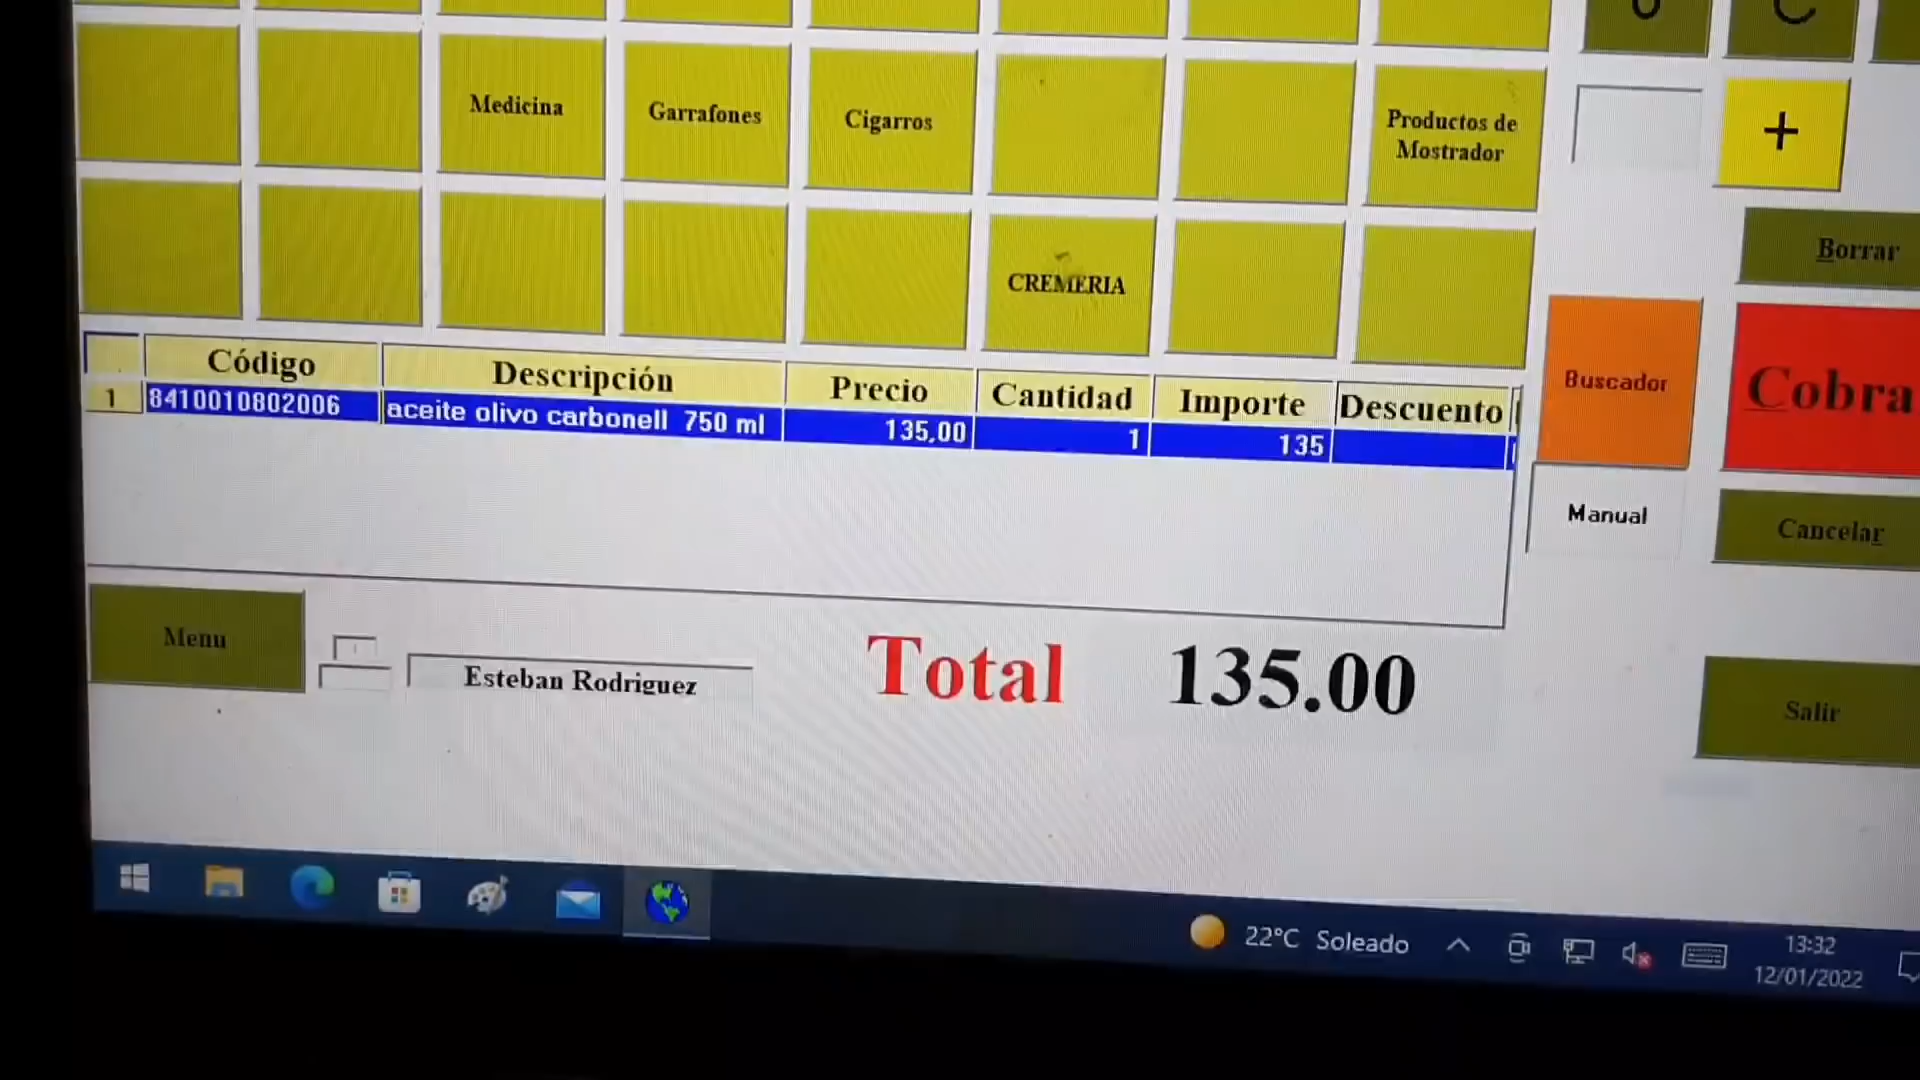 Medicina
Garrafones
Cigarros
Productos de
Mostrador
+
CREMERIA
Borrar
Buscador
Cobra
Código Descripción Precio Cantidad Importe Descuento
1 8410010802006 aceite olivo carbonell 750 ml 135.00 1 135
Manual
Cancelar
Menu
Esteban Rodriguez
Total 135.00
Salir
22°C Soleado
13:32
12/01/2022